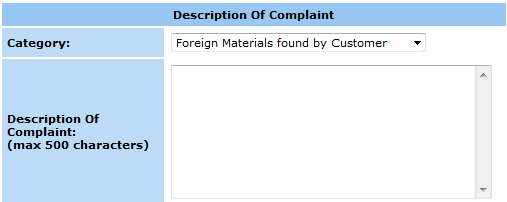 Description Of Complaint
Category:
Foreign Materials found by Customer
Description Of
Complaint:
(max 500 characters)